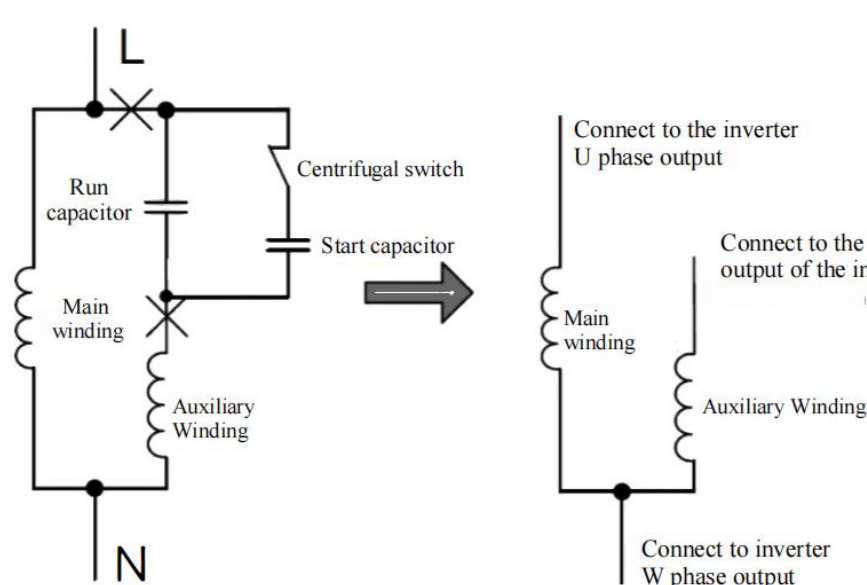 L
Run
capacitor
Centrifugal switch
Start capacitor
Main
winding
Auxiliary
Winding
N
Connect to the inverter
U phase output
Connect to the
output of the
Main
winding
Auxiliary Winding
Connect to inverter
W phase output